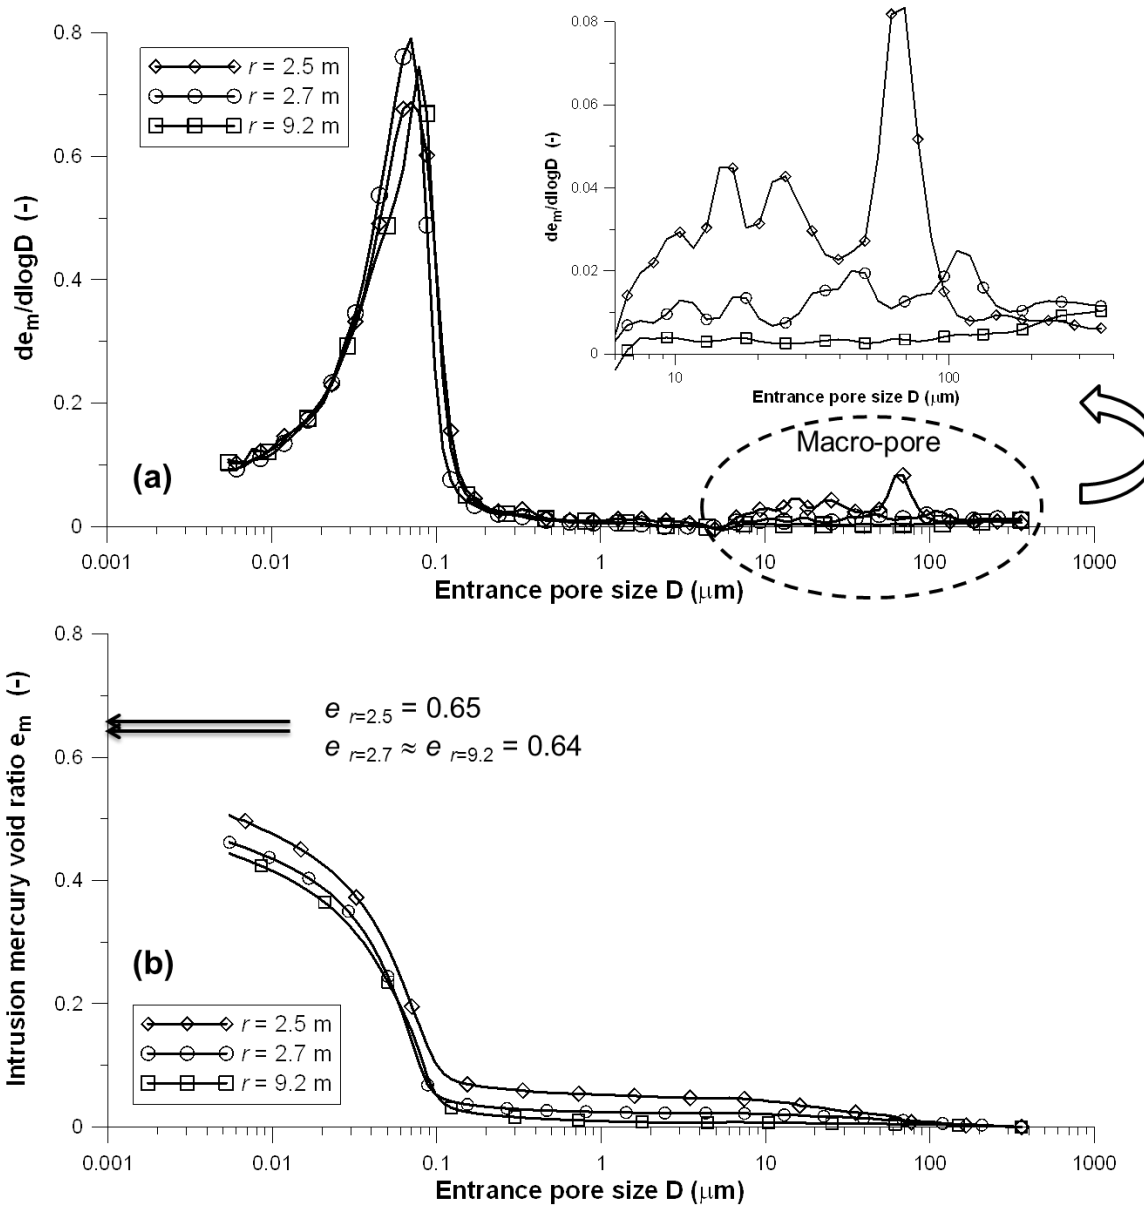 0.8
0.6
0.4
0.2
0
de_m/dlogD (-)
r = 2.5 m
r = 2.7 m
r = 9.2 m
(a)
0.001 0.01 0.1 1 10 100 1000
Entrance pore size D (μm)
Macro-pore
0.08
0.06
0.04
0.02
0
de_m/dlogD (-)
10 100
Entrance pore size D (μm)
0.8
0.6
0.4
0.2
0
Intrusion mercury void ratio e_m (-)
e r=2.5 = 0.65
e r=2.7 ≈ e r=9.2 = 0.64
(b)
r = 2.5 m
r = 2.7 m
r = 9.2 m
0.001 0.01 0.1 1 10 100 1000
Entrance pore size D (μm)